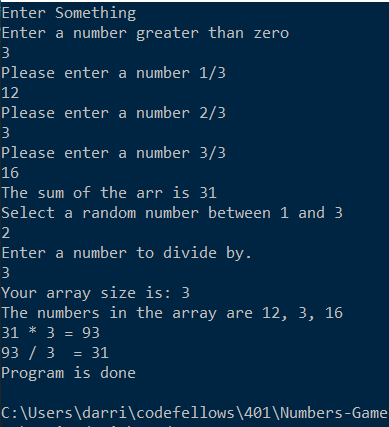 Enter Something
Enter a number greater than zero
3
Please enter a number 1/3
12
Please enter a number 2/3
3
Please enter a number 3/3
16
The sum of the arr is 31
Select a random number between 1 and 3
2
Enter a number to divide by.
3
Your array size is: 3
The numbers in the array are 12, 3, 16
31 * 3 = 93
93 / 3  = 31
Program is done
C:\Users\darri\codefellows\401\Numbers-Game